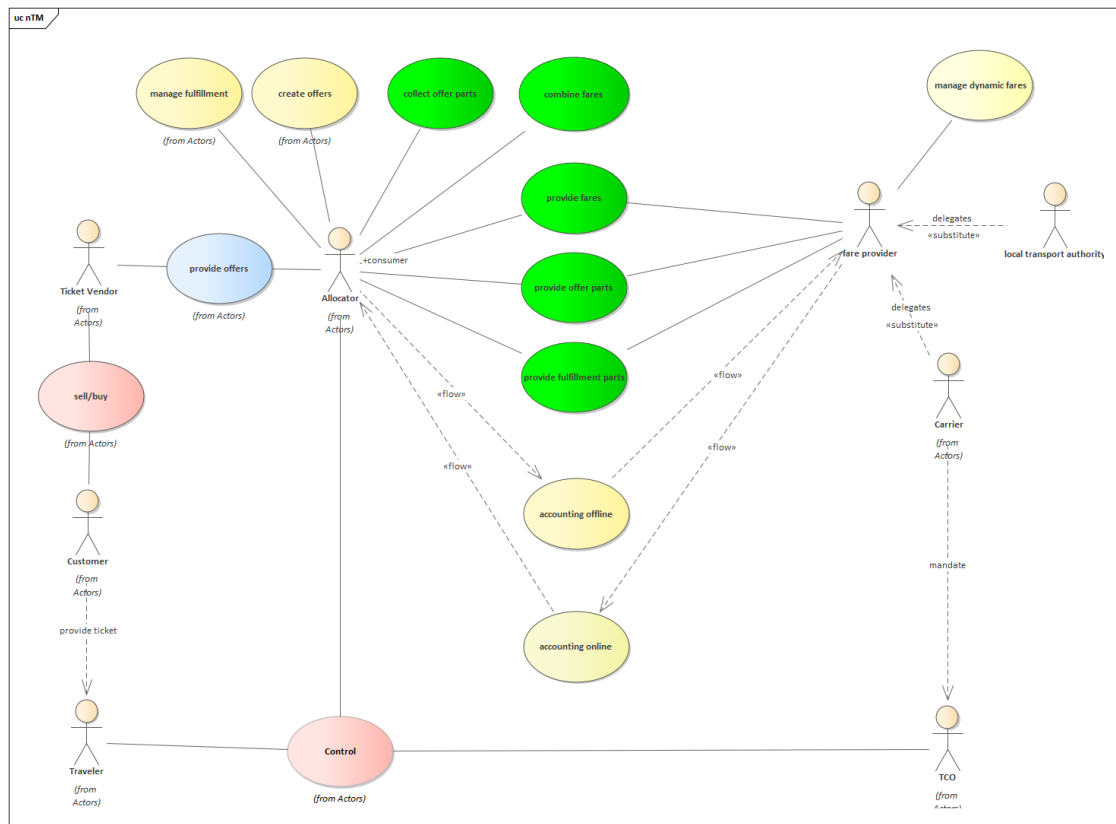 uc nTM
manage fulfillment
(from Actors)
create offers
(from Actors)
collect offer parts
combine fares
manage dynamic fares
provide fares
Ticket Vendor
(from
Actors)
provide offers
(from Actors)
.+consumer
Allocator
(from
Actors)
fare provider
delegates
«substitute»
local transport authority
provide offer parts
delegates
«substitute»
provide fulfillment parts
sell/buy
(from Actors)
«flow»
«flow»
Carrier
(from
Actors)
«flow»
«flow»
accounting offline
Customer
(from
Actors)
mandate
provide ticket
accounting online
Traveler
(from
Actors)
Control
(from Actors)
TCO
(from
Actors)